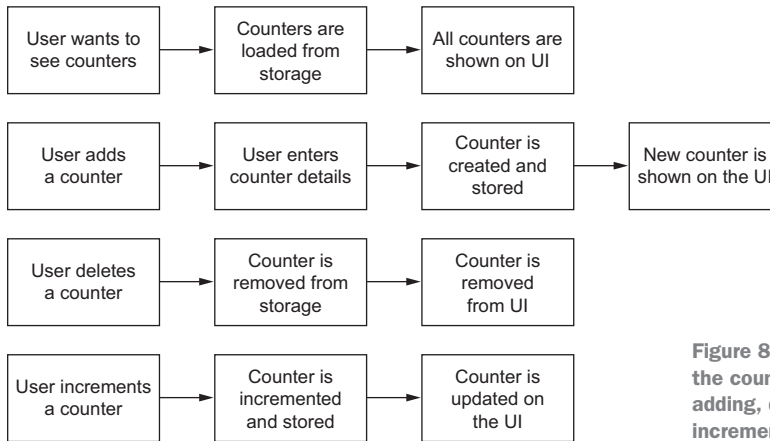 User wants to
see counters
Counters are
loaded from
storage
All counters are
shown on UI
User adds
a counter
User enters
counter details
Counter is
created and
stored
New counter is
shown on the UI
User deletes
a counter
Counter is
removed from
storage
Counter is
removed
from UI
User increments
a counter
Counter is
incremented
and stored
Counter is
updated on
the UI
Figure 8
the
adding,